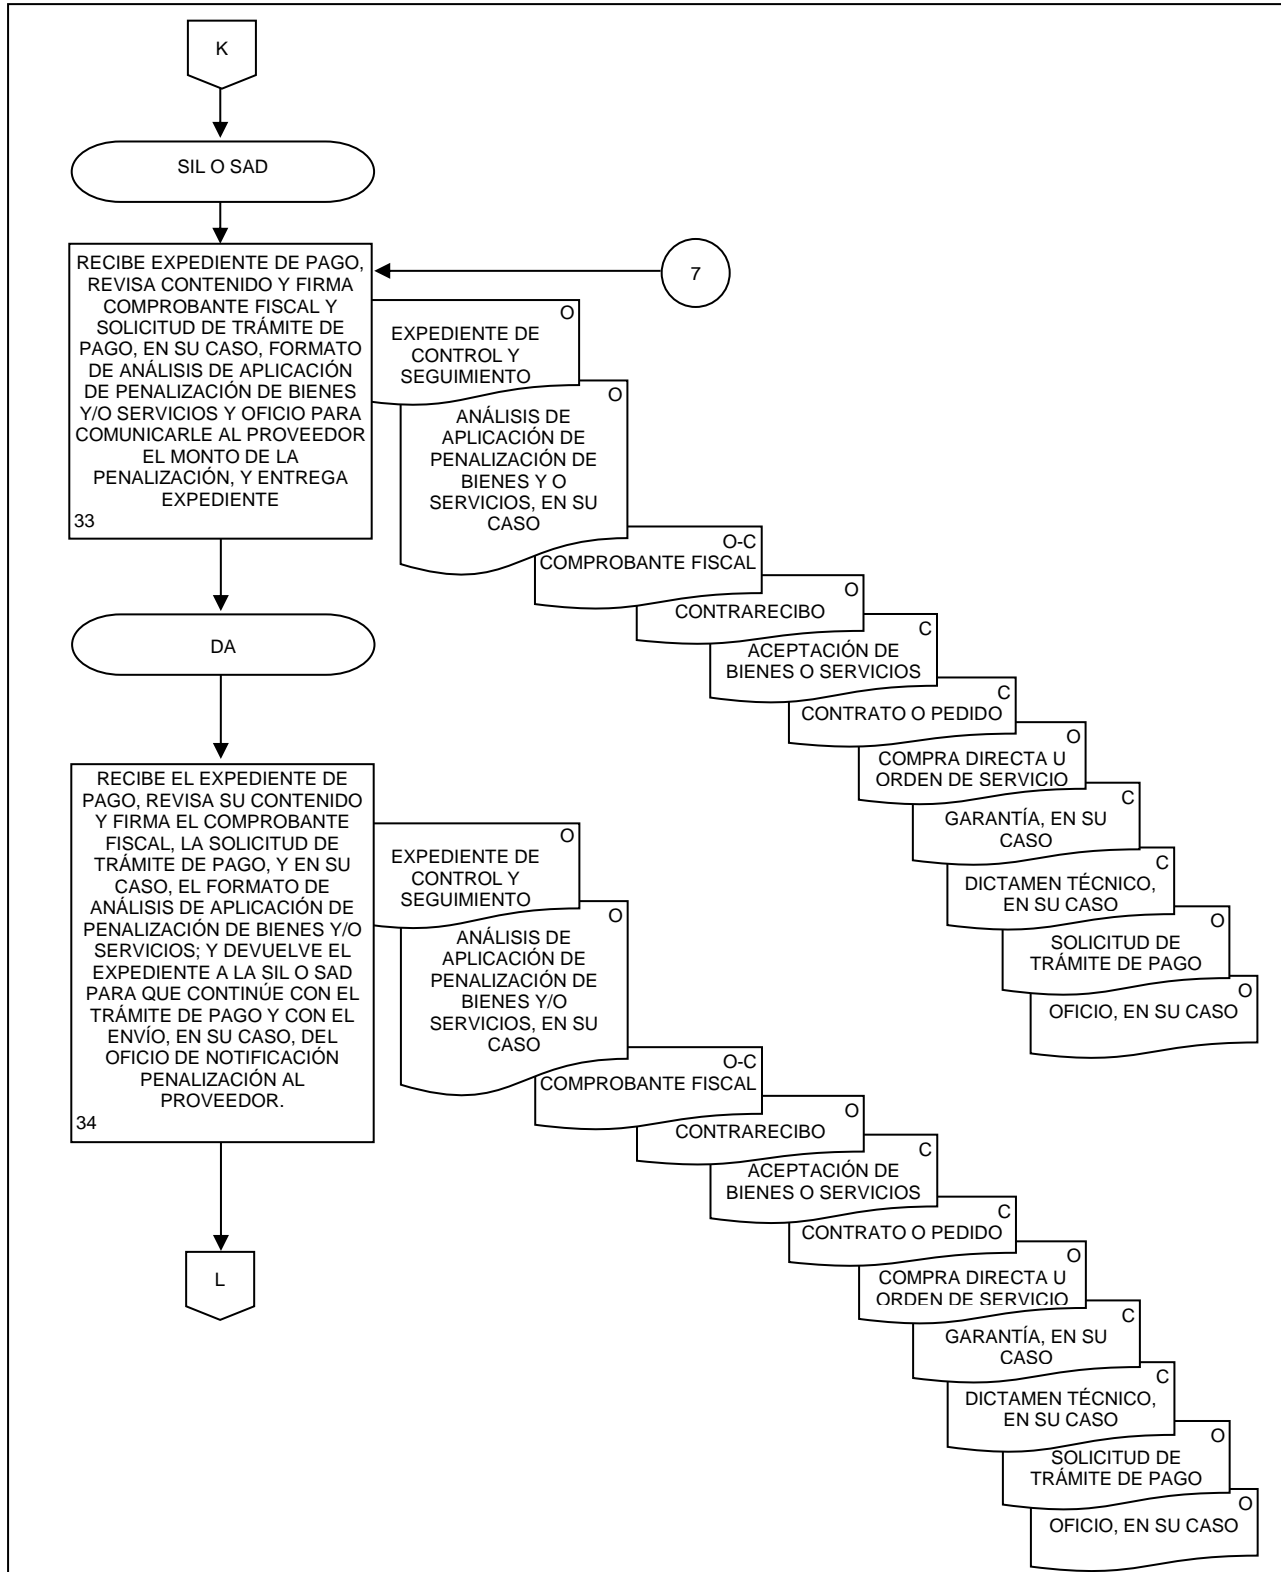 K
SIL O SAD
RECIBE EXPEDIENTE DE PAGO,
REVISA CONTENIDO Y FIRMA
COMPROBANTE FISCAL Y
SOLICITUD DE TRÁMITE DE
PAGO, EN SU CASO, FORMATO
DE ANÁLISIS DE APLICACIÓN
DE PENALIZACIÓN DE BIENES
Y/O SERVICIOS Y OFICIO PARA
COMUNICARLE AL PROVEEDOR
EL MONTO DE LA
PENALIZACIÓN, Y ENTREGA
EXPEDIENTE
33
7
O
EXPEDIENTE DE
CONTROL Y
SEGUIMIENTO
O
ANÁLISIS DE
APLICACIÓN DE
PENALIZACIÓN DE
BIENES Y O
SERVICIOS, EN SU
CASO
O-C
COMPROBANTE FISCAL
O
CONTRARECIBO
C
ACEPTACIÓN DE
BIENES O SERVICIOS
C
CONTRATO O PEDIDO
O
COMPRA DIRECTA U
ORDEN DE SERVICIO
C
GARANTÍA, EN SU
CASO
C
DICTAMEN TÉCNICO,
EN SU CASO
O
SOLICITUD DE
TRÁMITE DE PAGO
O
OFICIO, EN SU CASO
DA
RECIBE EL EXPEDIENTE DE
PAGO, REVISA SU CONTENIDO
Y FIRMA EL COMPROBANTE
FISCAL, LA SOLICITUD DE
TRÁMITE DE PAGO, Y EN SU
CASO, EL FORMATO DE
ANÁLISIS DE APLICACIÓN DE
PENALIZACIÓN DE BIENES Y/O
SERVICIOS; Y DEVUELVE EL
EXPEDIENTE A LA SIL O SAD
PARA QUE CONTINÚE CON EL
TRÁMITE DE PAGO Y CON EL
ENVÍO, EN SU CASO, DEL
OFICIO DE NOTIFICACIÓN
PENALIZACIÓN AL
PROVEEDOR.
34
O
EXPEDIENTE DE
CONTROL Y
SEGUIMIENTO
O
ANÁLISIS DE
APLICACIÓN DE
PENALIZACIÓN DE
BIENES Y/O
SERVICIOS, EN SU
CASO
O-C
COMPROBANTE FISCAL
O
CONTRARECIBO
C
ACEPTACIÓN DE
BIENES O SERVICIOS
C
CONTRATO O PEDIDO
O
COMPRA DIRECTA U
ORDEN DE SERVICIO
C
GARANTÍA, EN SU
CASO
C
DICTAMEN TÉCNICO,
EN SU CASO
O
SOLICITUD DE
TRÁMITE DE PAGO
O
OFICIO, EN SU CASO
L